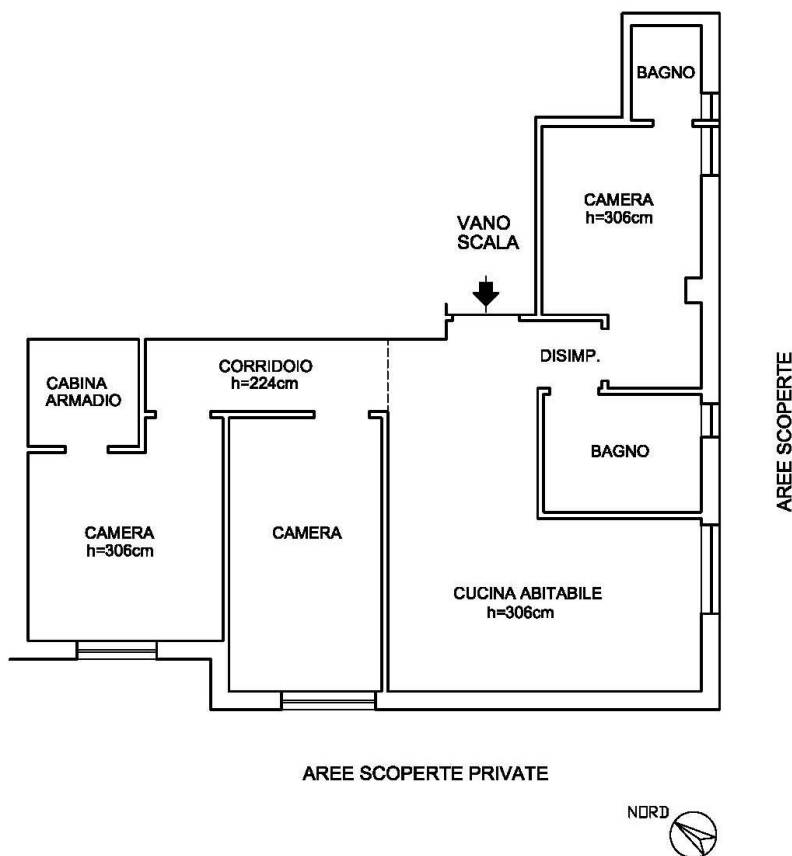 BAGNO
CAMERA
h=306cm
VANO
SCALA
DISIMP.
CORRIDOIO
h=224cm
CABINA
ARMADIO
BAGNO
AREE SCOPERTE
CAMERA
h=306cm
CAMERA
CUCINA ABITABILE
h=306cm
AREE SCOPERTE PRIVATE
NORD